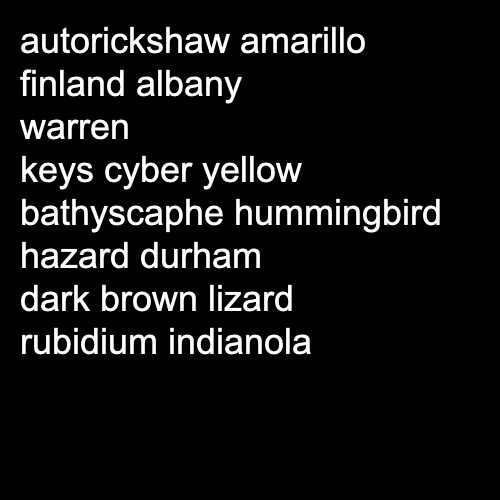 autorickshaw amarillo
finland albany
warren
keys cyber yellow
bathyscaphe hummingbird
hazard durham
dark brown lizard
rubidium indianola